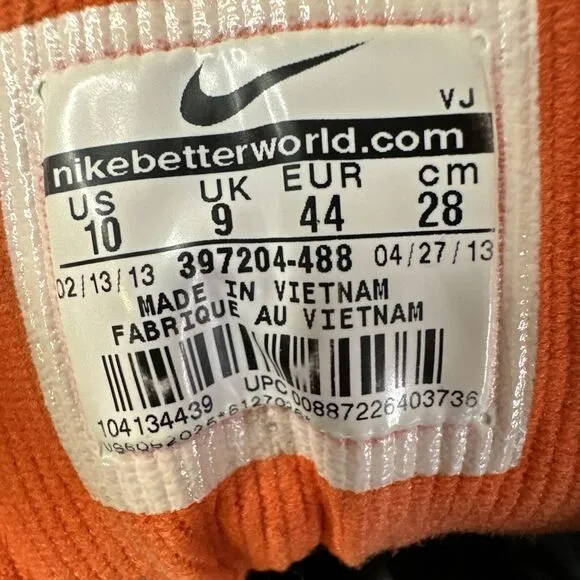 VJ
nikebetterworld.com
US UK EUR cm
10 9 44 28
02/13/13 397204-488 04/27/13
MADE IN VIETNAM
FABRIQUE AU VIETNAM
UPC:00887226403736
104134439